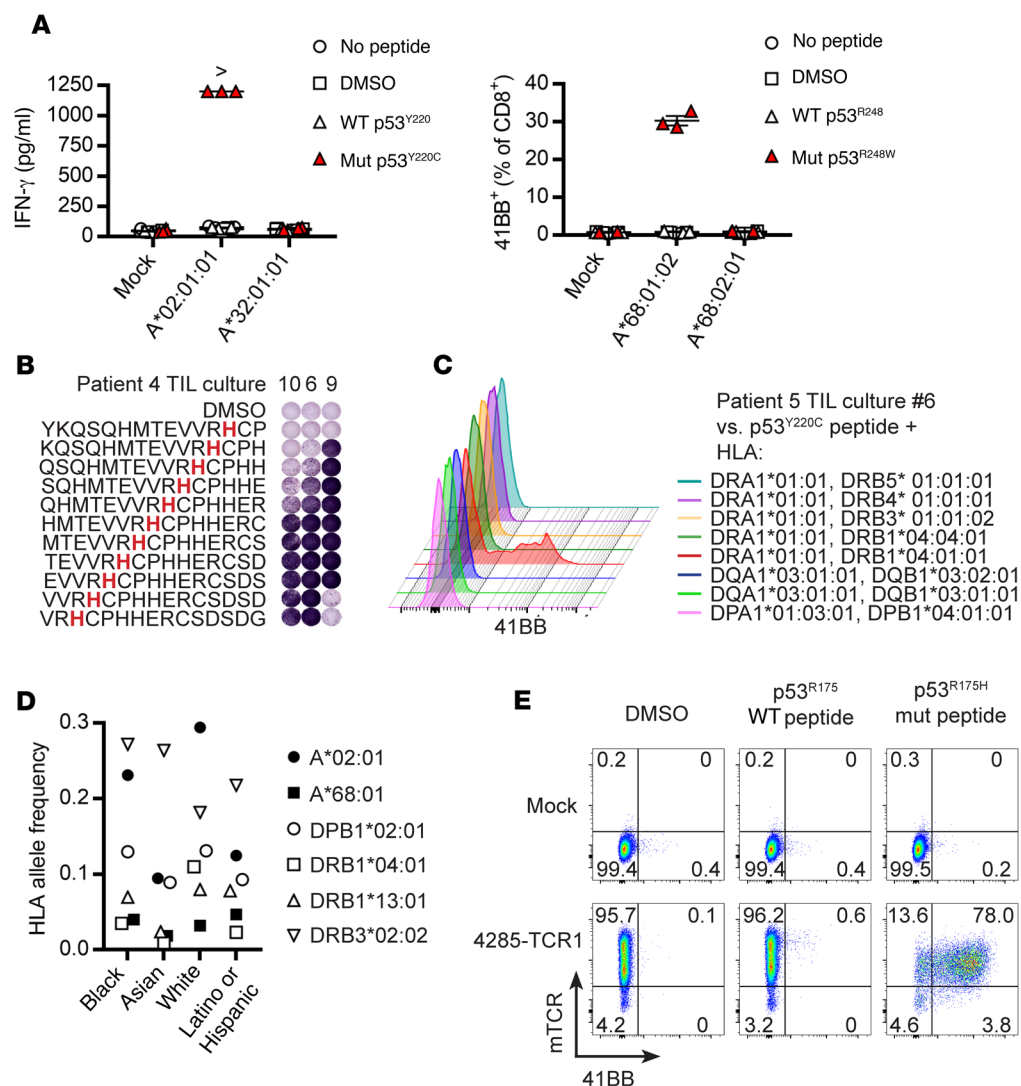 A
IFN-γ (pg/ml)
1250
1000
750
500
250
0
>
Mock
A*02:01:01
A*32:01:01
No peptide
DMSO
WT p53Y220
Mut p53Y220C
41BB+ (% of CD8+)
40
30
20
10
0
Mock
A*68:01:02
A*68:02:01
No peptide
DMSO
WT p53R248
Mut p53R248W
B
Patient 4 TIL culture 10 6 9
DMSO
YKQSQHMTEVVRHCP
KQSQHMTEVVRHCPH
QSQHMTEVVRHCPHH
SQHMTEVVRHCPHHE
QHMTEVVRHCPHHER
HMTEVVRHCPHHERC
MTEVVRHCPHHERCS
TEVVRHCPHHERCSD
EVVRHCPHHERCSDS
VVRHCPHHERCSDSD
VRHCPHHERCSDSDG
C
41BB
Patient 5 TIL culture #6
vs. p53Y220C peptide +
HLA:
DRA1*01:01, DRB5* 01:01:01
DRA1*01:01, DRB4* 01:01:01
DRA1*01:01, DRB3* 01:01:02
DRA1*01:01, DRB1*04:04:01
DRA1*01:01, DRB1*04:01:01
DQA1*03:01:01, DQB1*03:02:01
DQA1*03:01:01, DQB1*03:01:01
DPA1*01:03:01, DPB1*04:01:01
D
HLA allele frequency
0.3
0.2
0.1
0.0
Black
Asian
White
Latino or
Hispanic
A*02:01
A*68:01
DPB1*02:01
DRB1*04:01
DRB1*13:01
DRB3*02:02
E
DMSO
p53R175
WT peptide
p53R175H
mut peptide
Mock
0.2 0
99.4 0.4
0.2 0
99.4 0.4
0.3 0
99.5 0.2
4285-TCR1
95.7 0.1
4.2 0
96.2 0.6
3.2 0
13.6 78.0
4.6 3.8
mTCR
41BB